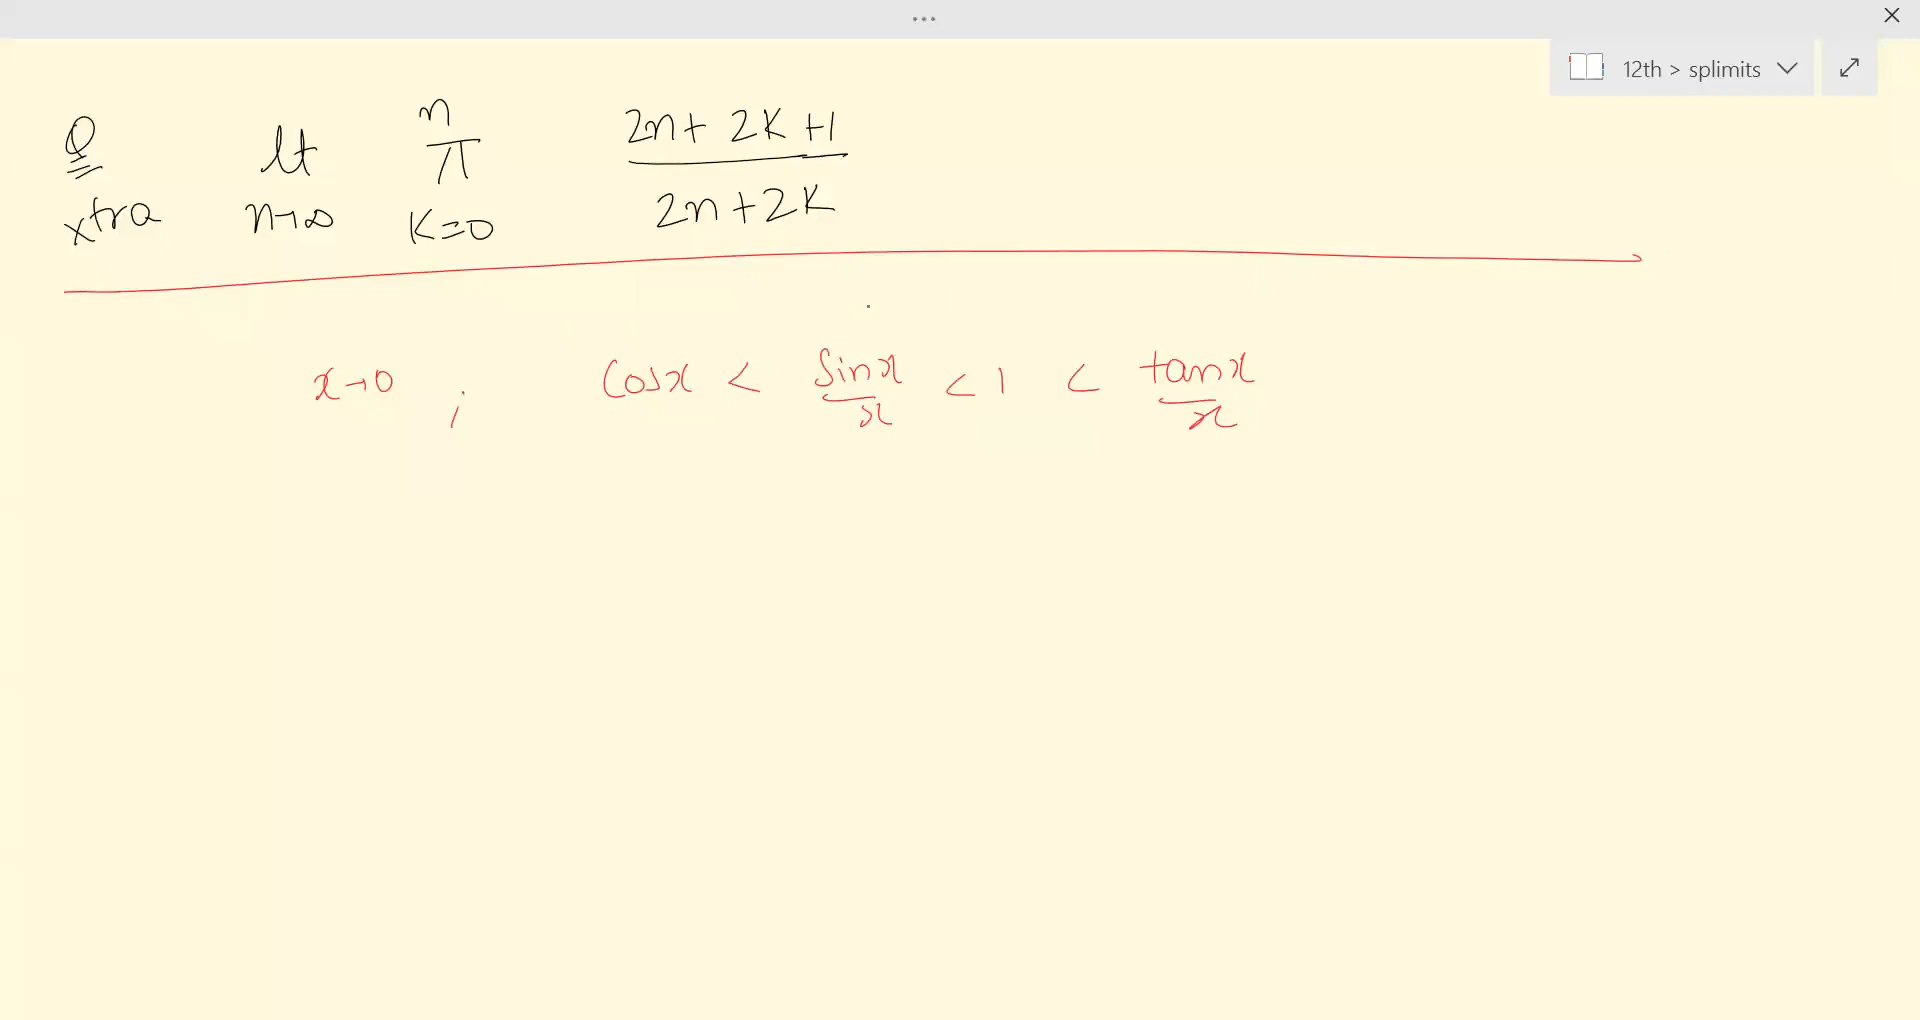 12th > splimits
Q xtra lt n→∞ n π K=0 2n+2K+1 / 2n+2K
x→0 ; cosx < sinx / x < 1 < tanx / x